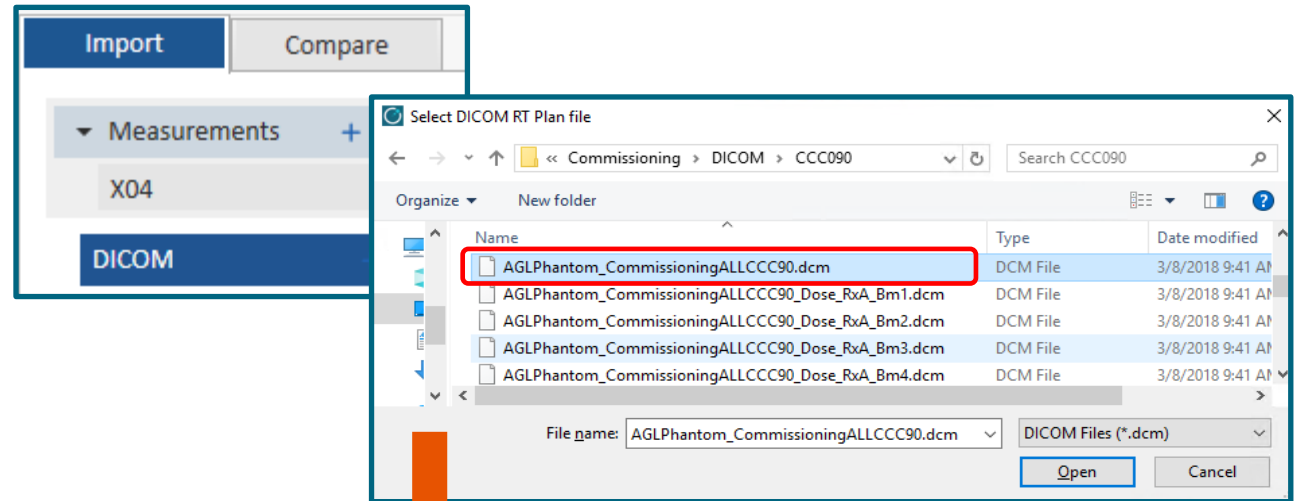 Import Compare
Measurements +
X04
DICOM
Select DICOM RT Plan file
« Commissioning › DICOM › CCC090 Search CCC090
Organize New folder
Name Type Date modified
AGLPhantom_CommissioningALLCCC90.dcm DCM File 3/8/2018 9:41 AM
AGLPhantom_CommissioningALLCCC90_Dose_RxA_Bm1.dcm DCM File 3/8/2018 9:41 AM
AGLPhantom_CommissioningALLCCC90_Dose_RxA_Bm2.dcm DCM File 3/8/2018 9:41 AM
AGLPhantom_CommissioningALLCCC90_Dose_RxA_Bm3.dcm DCM File 3/8/2018 9:41 AM
AGLPhantom_CommissioningALLCCC90_Dose_RxA_Bm4.dcm DCM File 3/8/2018 9:41 AM
File name: AGLPhantom_CommissioningALLCCC90.dcm DICOM Files (*.dcm)
Open Cancel